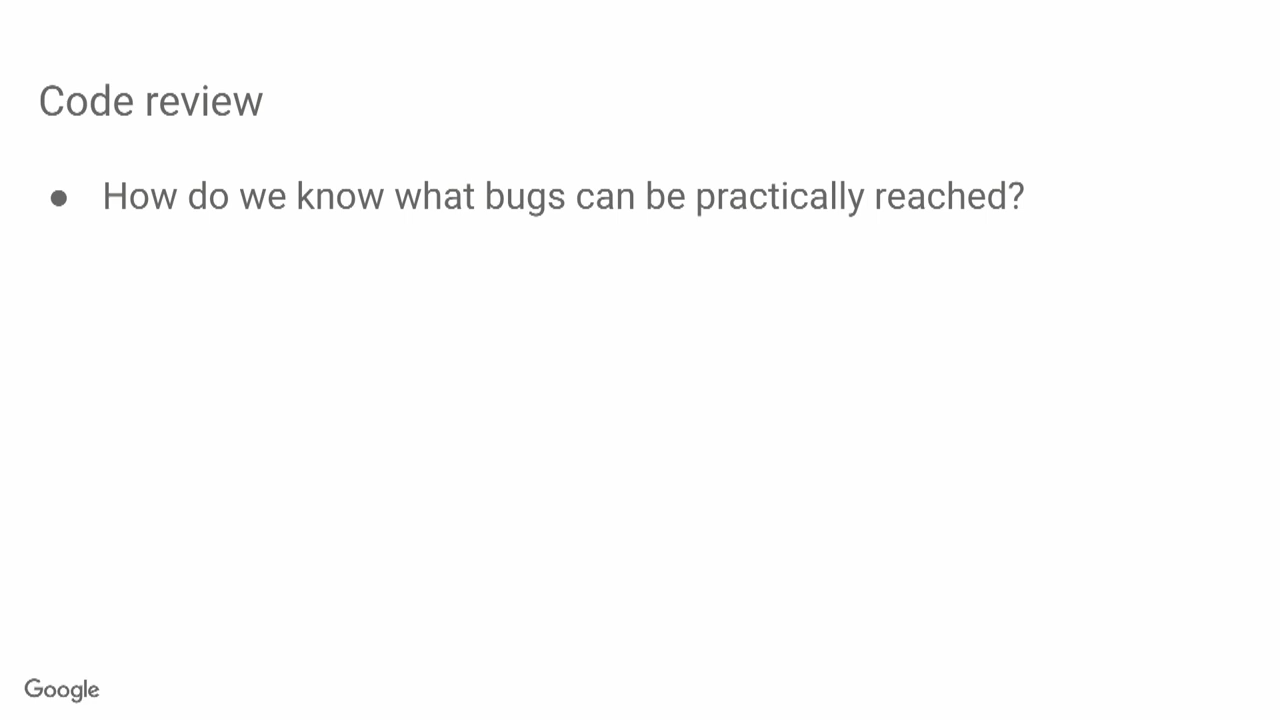 Code review
● How do we know what bugs can be practically reached?
Google